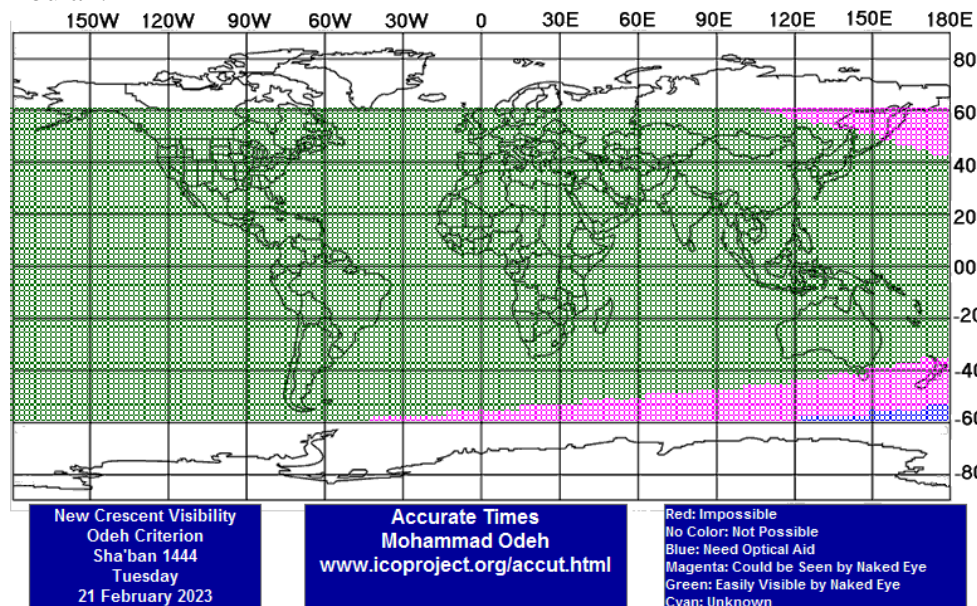 150W 120W 90W 60W 30W 0 30E 60E 90E 120E 150E 180E
80
60
40
20
00
-20
-40
-60
-80
New Crescent Visibility
Odeh Criterion
Sha'ban 1444
Tuesday
21 February 2023
Accurate Times
Mohammad Odeh
www.icoproject.org/accut.html
Red: Impossible
No Color: Not Possible
Blue: Need Optical Aid
Magenta: Could be Seen by Naked Eye
Green: Easily Visible by Naked Eye
Cyan: Unknown